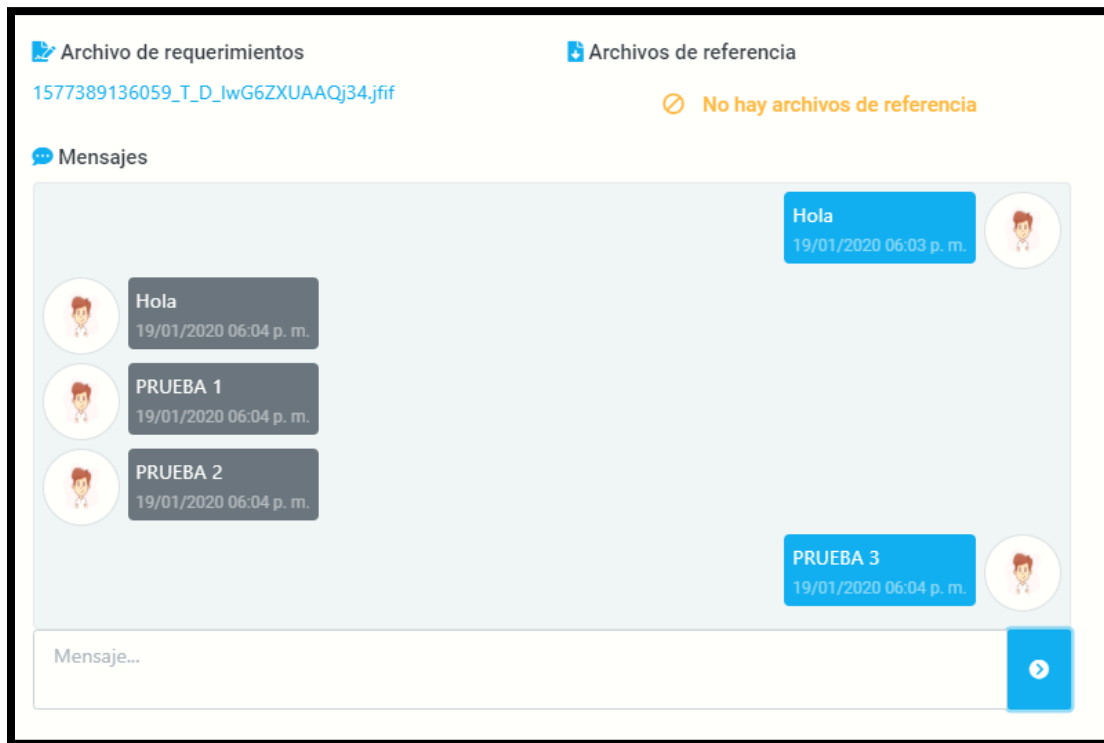 Archivo de requerimientos
Archivos de referencia
1577389136059_T_D_IwG6ZXUAAQj34.jfif
No hay archivos de referencia
Mensajes
Hola
19/01/2020 06:03 p. m.
Hola
19/01/2020 06:04 p. m.
PRUEBA 1
19/01/2020 06:04 p. m.
PRUEBA 2
19/01/2020 06:04 p. m.
PRUEBA 3
19/01/2020 06:04 p. m.
Mensaje...